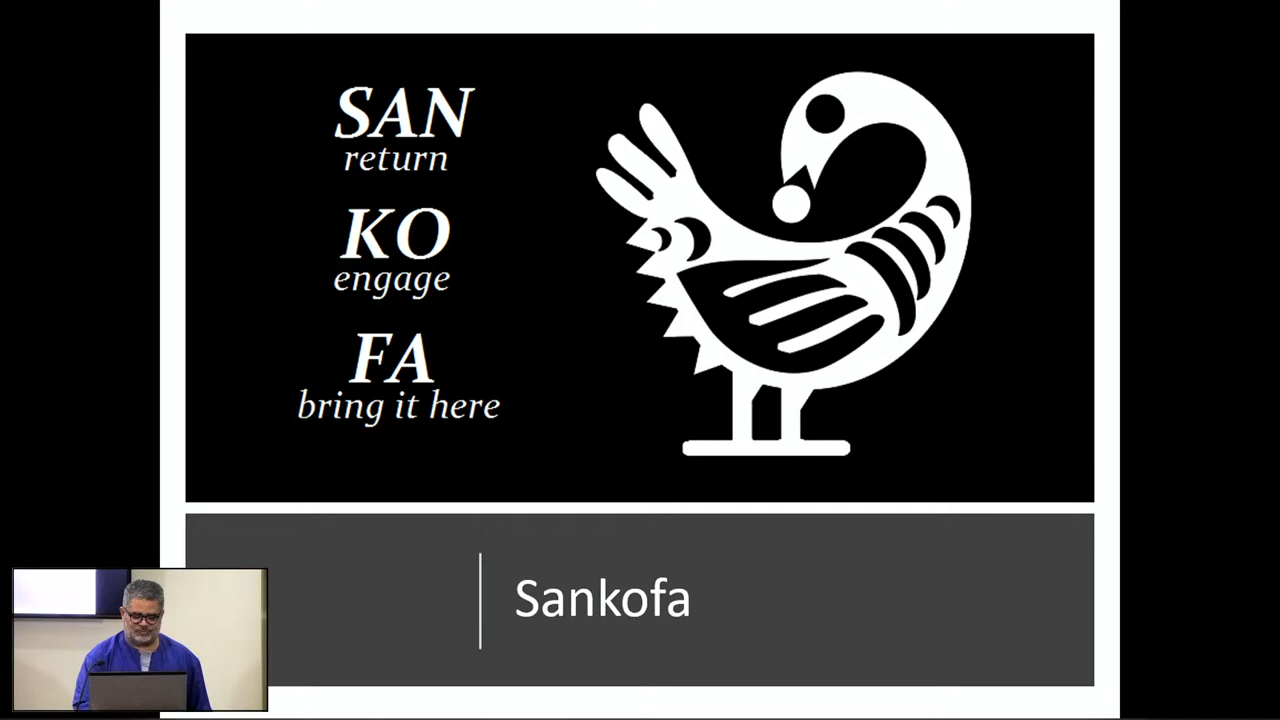 SAN
return
KO
engage
FA
bring it here
Sankofa